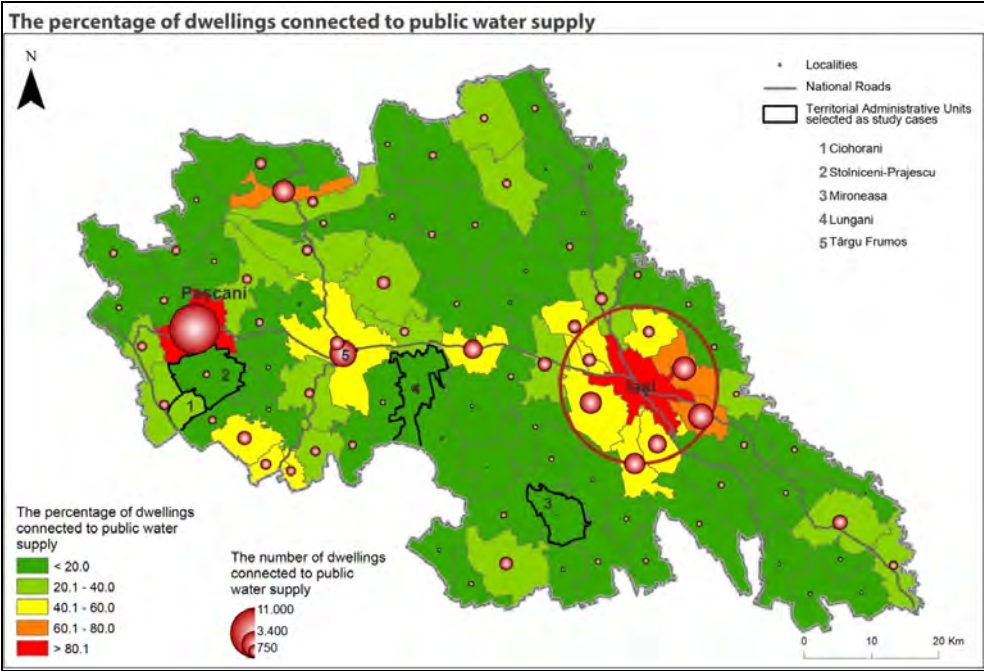 The percentage of dwellings connected to public water supply
N
Localities
National Roads
Territorial Administrative Units
selected as study cases
1 Ciohorani
2 Stolniceni-Prajescu
3 Mironeasa
4 Lungani
5 Târgu Frumos
Pașcani
5
2
4
Iași
1
3
The percentage of dwellings
connected to public water
supply
< 20.0
20.1 - 40.0
40.1 - 60.0
60.1 - 80.0
> 80.1
The number of dwellings
connected to public
water supply
11.000
3.400
750
0 10 20 Km